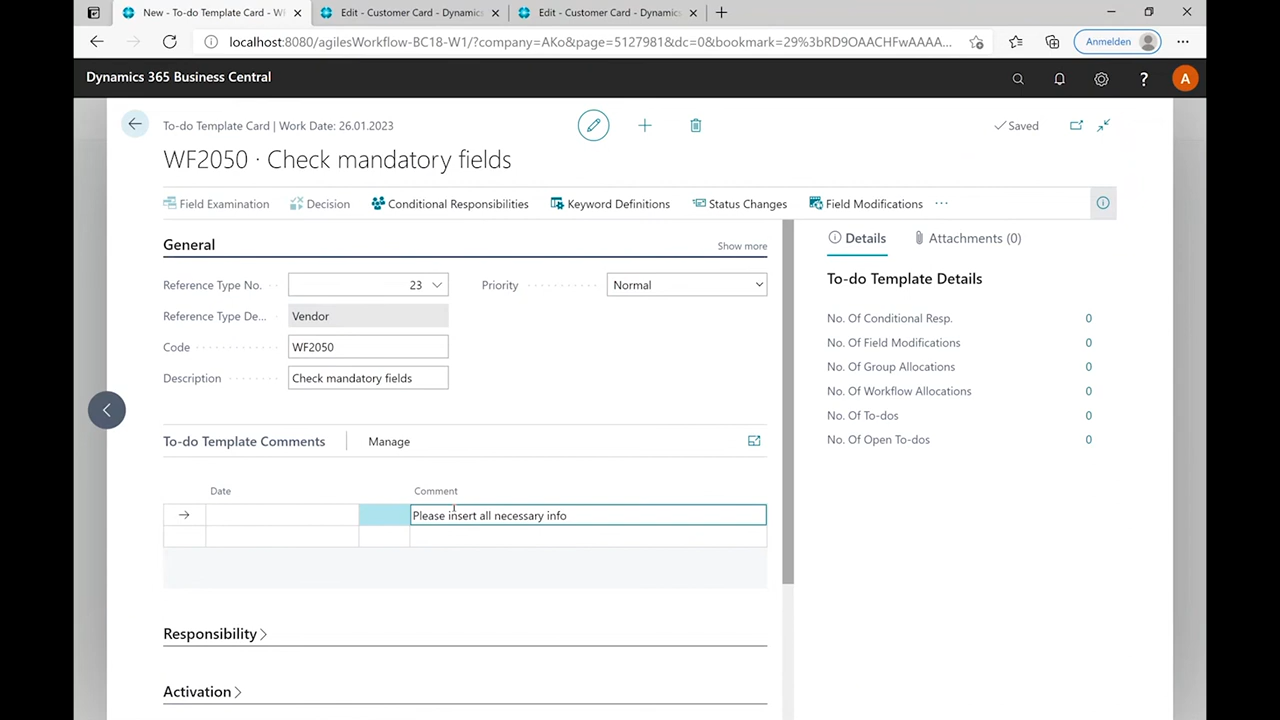 New - To-do Template Card - WF
Edit - Customer Card - Dynamics
Edit - Customer Card - Dynamics
localhost:8080/agilesWorkflow-BC18-W1/?company=AKo&page=5127981&dc=0&bookmark=29%3bRD9OAACHFwAAAA...
Anmelden
Dynamics 365 Business Central
?
A
To-do Template Card | Work Date: 26.01.2023
Saved
WF2050 · Check mandatory fields
Field Examination
Decision
Conditional Responsibilities
Keyword Definitions
Status Changes
Field Modifications
...
General
Show more
Reference Type No.
23
Priority
Normal
Reference Type De...
Vendor
Code
WF2050
Description
Check mandatory fields
To-do Template Comments
Manage
Date
Comment
Please insert all necessary info
Responsibility
Activation
Details
Attachments (0)
To-do Template Details
No. Of Conditional Resp. 0
No. Of Field Modifications 0
No. Of Group Allocations 0
No. Of Workflow Allocations 0
No. Of To-dos 0
No. Of Open To-dos 0